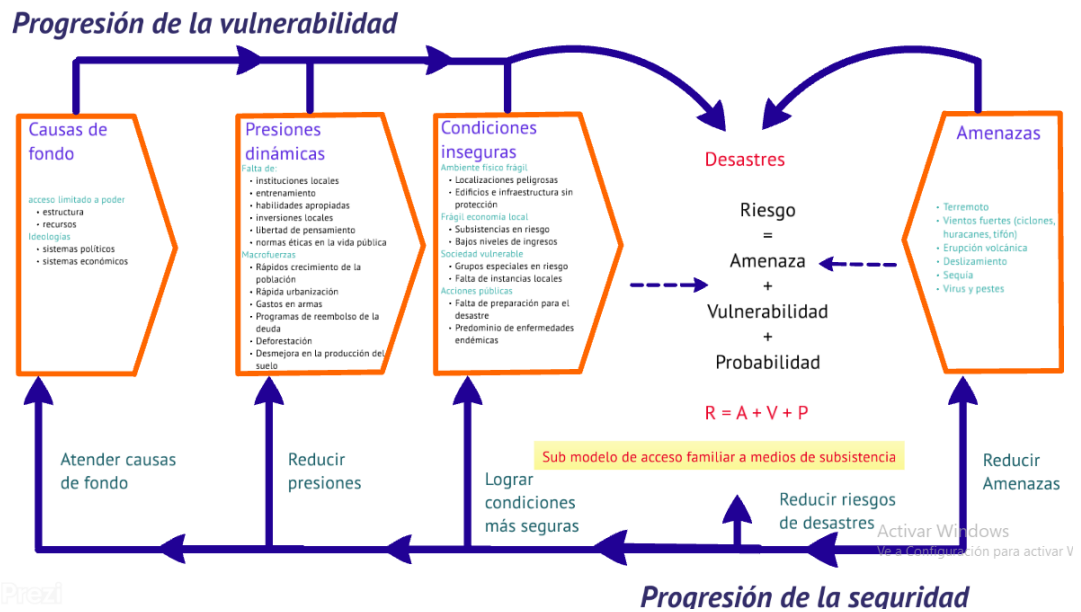 Progresión de la vulnerabilidad
Causas de
fondo
acceso limitado a poder
• estructura
• recursos
Ideologías
• sistemas políticos
• sistemas económicos
Presiones
dinámicas
Falta de:
• instituciones locales
• entrenamiento
• habilidades apropiadas
• inversiones locales
• libertad de pensamiento
• normas éticas en la vida pública
Macrofuerzas
• Rápidos crecimiento de la
población
• Rápida urbanización
• Gastos en armas
• Programas de reembolso de la
deuda
• Deforestación
• Desmejora en la producción del
suelo
Condiciones
inseguras
Ambiente físico frágil
• Localizaciones peligrosas
• Edificios e infraestructura sin
protección
Frágil economía local
• Subsistencias en riesgo
• Bajos niveles de ingresos
Sociedad vulnerable
• Grupos especiales en riesgo
• Falta de instancias locales
Acciones públicas
• Falta de preparación para el
desastre
• Predominio de enfermedades
endémicas
Desastres
Riesgo
=
Amenaza
+
Vulnerabilidad
+
Probabilidad
R = A + V + P
Sub modelo de acceso familiar a medios de subsistencia
Amenazas
• Terremoto
• Vientos fuertes (ciclones,
huracanes, tifón)
• Erupción volcánica
• Deslizamiento
• Sequía
• Virus y pestes
Atender causas
de fondo
Reducir
presiones
Lograr
condiciones
más seguras
Reducir riesgos
de desastres
Reducir
Amenazas
Activar Windows
Ve a Configuración para activar W
Prezi
Progresión de la seguridad